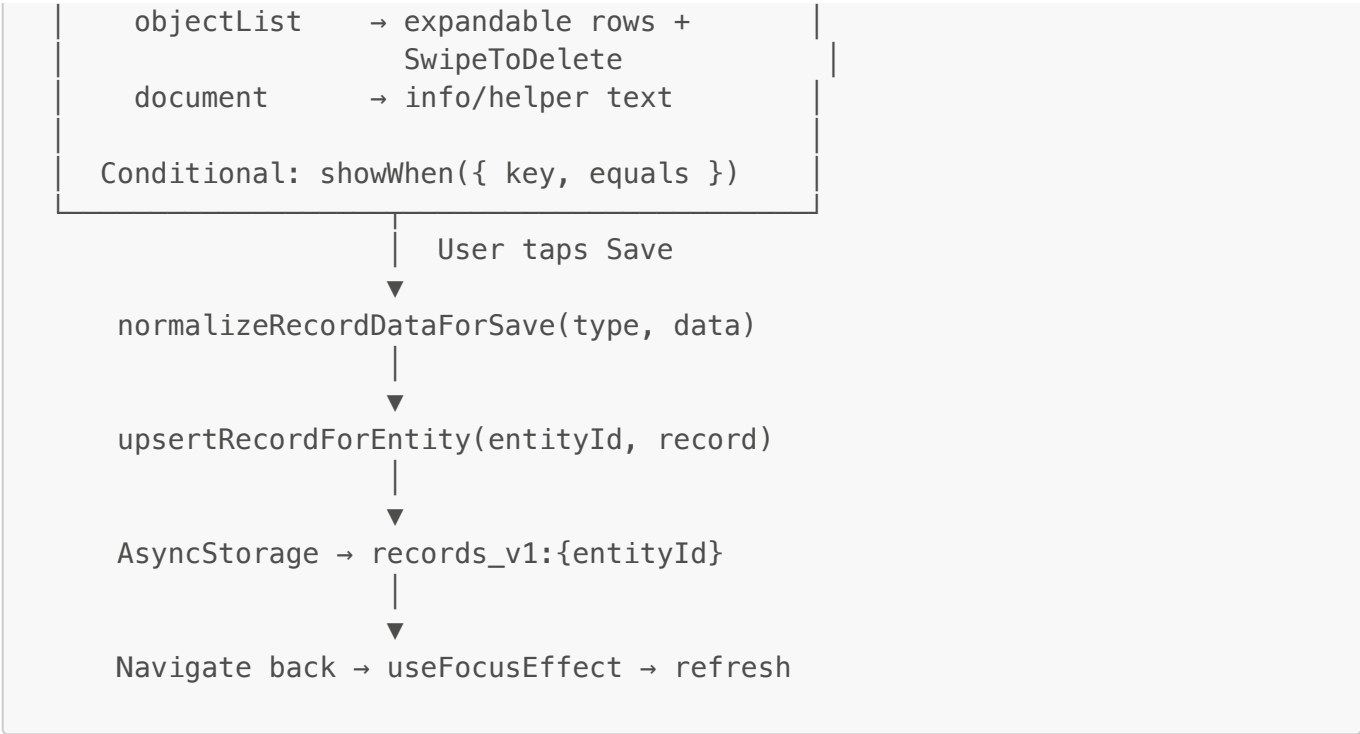 objectList → expandable rows +
SwipeToDelete
document → info/helper text
Conditional: showWhen({ key, equals })
User taps Save
normalizeRecordDataForSave(type, data)
upsertRecordForEntity(entityId, record)
AsyncStorage → records_v1:{entityId}
Navigate back → useFocusEffect → refresh